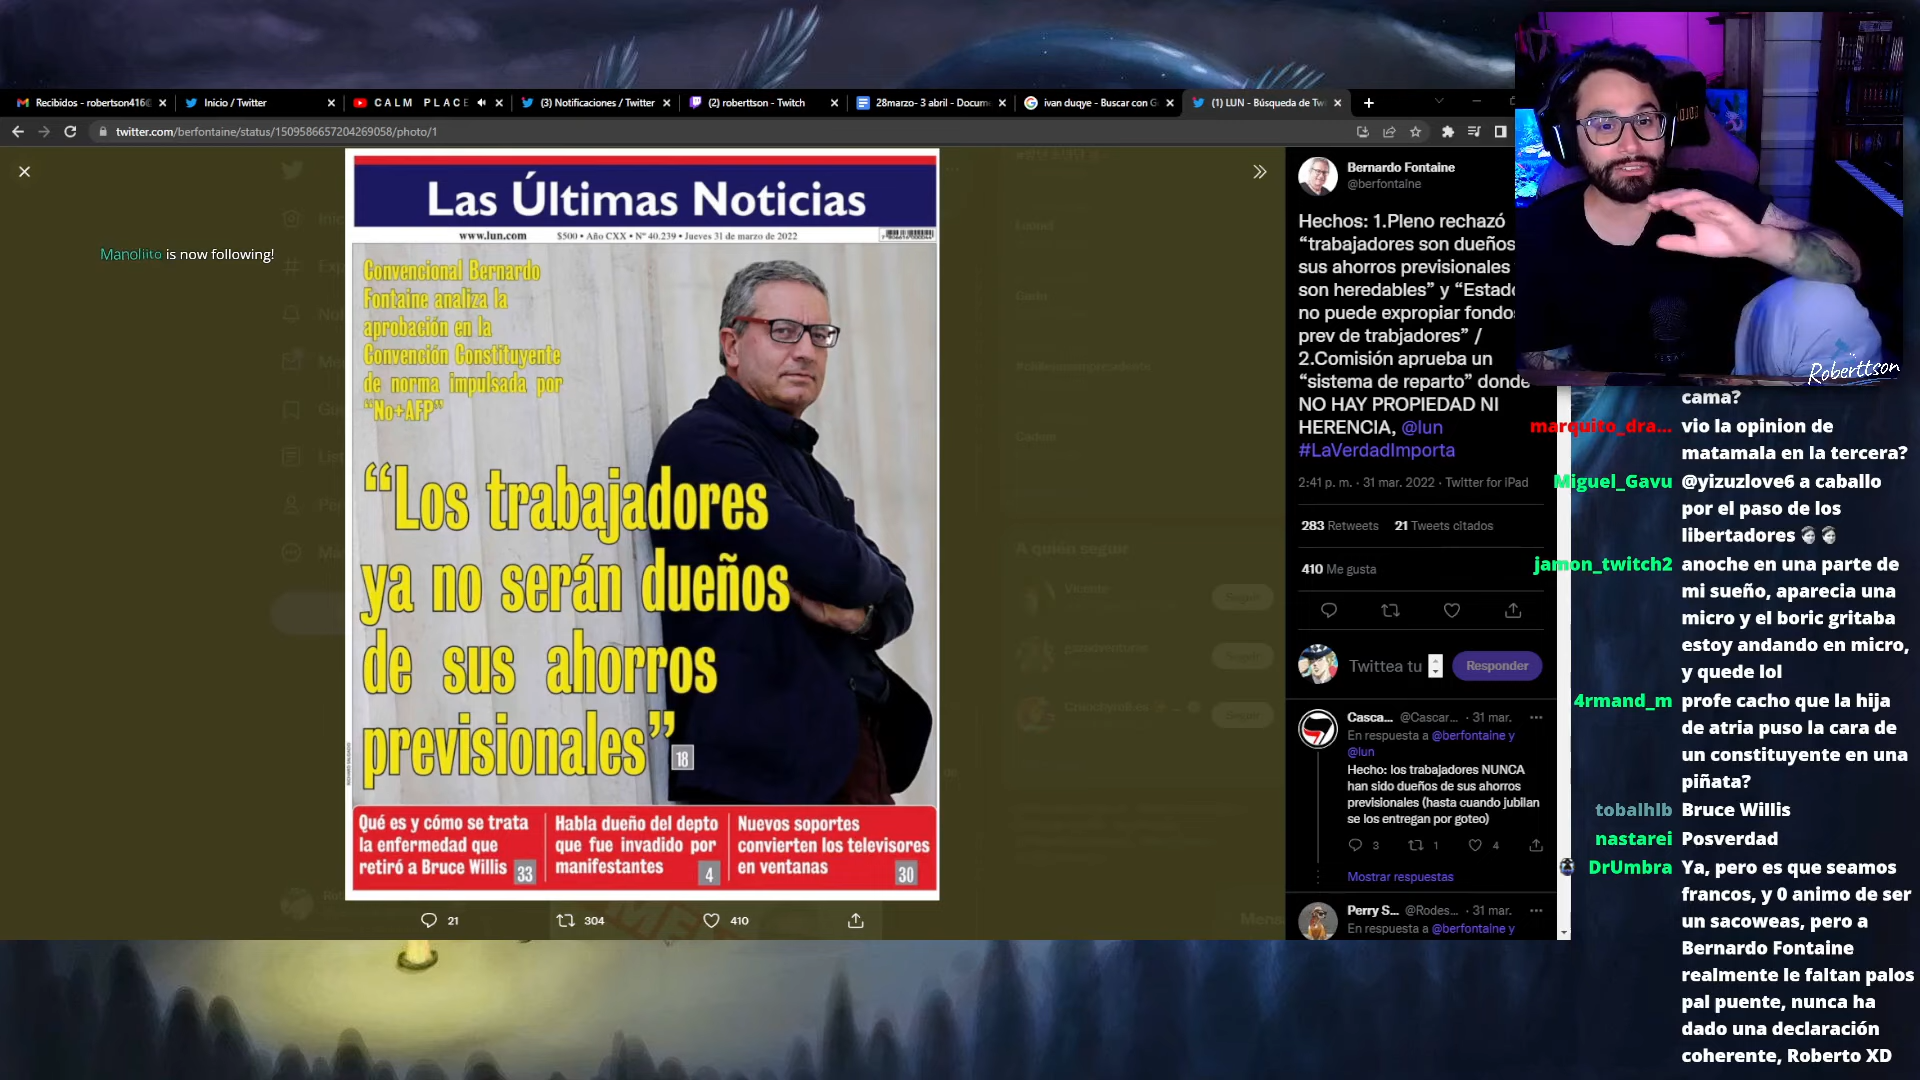 Recibidos - robertson416
Inicio / Twitter
CALM PLACE
(3) Notificaciones / Twitter
(2) roberttson - Twitch
28marzo- 3 abril - Docum
ivan duqye - Buscar con G
(1) LUN - Búsqueda de Tw
twitter.com/berfontaine/status/1509586657204269058/photo/1
Manoliito is now following!
Las Últimas Noticias
www.lun.com
$500 • Año CXX • Nº 40.239 • Jueves 31 de marzo de 2022
Convencional Bernardo
Fontaine analiza la
aprobación en la
Convención Constituyente
de norma impulsada por
"No+AFP"
“Los trabajadores
ya no serán dueños
de sus ahorros
previsionales”
18
Qué es y cómo se trata
la enfermedad que
retiró a Bruce Willis 33
Habla dueño del depto
que fue invadido por
manifestantes 4
Nuevos soportes
convierten los televisores
en ventanas 30
21
304
410
Bernardo Fontaine
@berfontaine
Hechos: 1.Pleno rechazó
“trabajadores son dueños
sus ahorros previsionales
son heredables” y “Estado
no puede expropiar fondos
prev de trabjadores” /
2.Comisión aprueba un
“sistema de reparto” donde
NO HAY PROPIEDAD NI
HERENCIA, @lun
#LaVerdadImporta
2:41 p. m. · 31 mar. 2022 · Twitter for iPad
283 Retweets 21 Tweets citados
410 Me gusta
Twittea tu
Responder
Casca... @Cascar... · 31 mar.
En respuesta a @berfontaine y
@lun
Hecho: los trabajadores NUNCA
han sido dueños de sus ahorros
previsionales (hasta cuando jubilan
se los entregan por goteo)
3
1
4
Mostrar respuestas
Perry S... @Rodes... · 31 mar.
En respuesta a @berfontaine y
A quién seguir
Vicente
Seguir
Seguir
Seguir
Roberttson
cama?
marquito_dra... vio la opinion de
matamala en la tercera?
Miguel_Gavu @yizuzlove6 a caballo
por el paso de los
libertadores
jamon_twitch2 anoche en una parte de
mi sueño, aparecia una
micro y el boric gritaba
estoy andando en micro,
y quede lol
4rmand_m profe cacho que la hija
de atria puso la cara de
un constituyente en una
piñata?
tobalhlb Bruce Willis
nastarei Posverdad
DrUmbra Ya, pero es que seamos
francos, y 0 animo de ser
un sacoweas, pero a
Bernardo Fontaine
realmente le faltan palos
pal puente, nunca ha
dado una declaración
coherente, Roberto XD